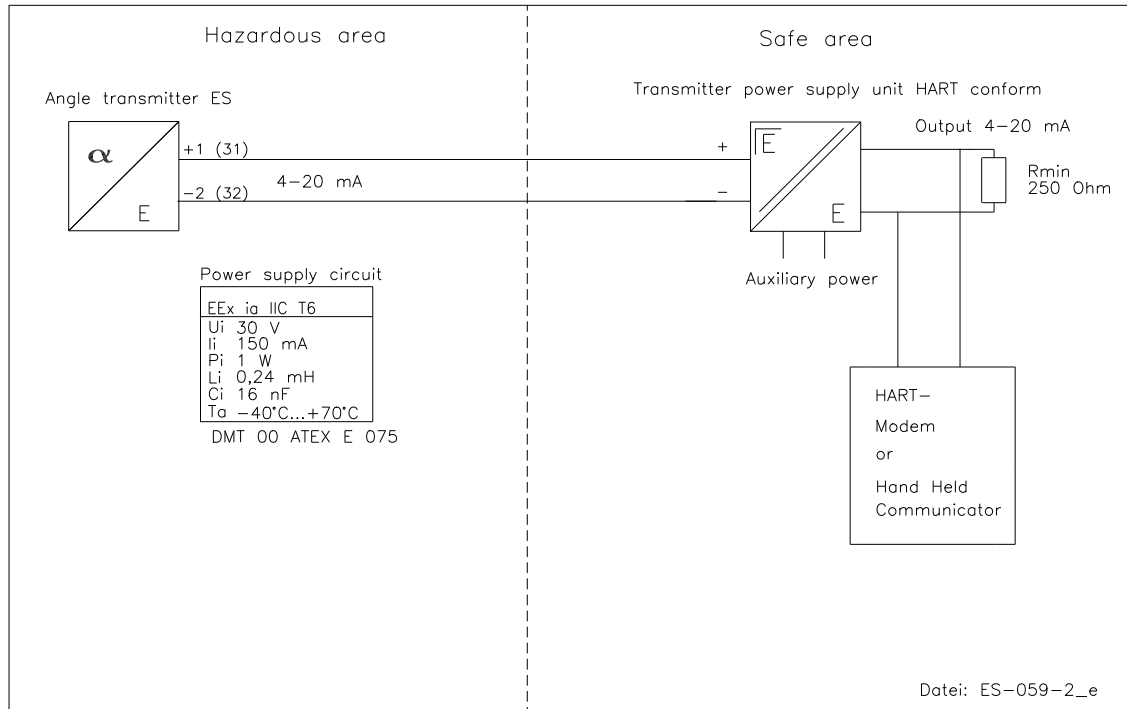 Hazardous area
Safe area
Angle transmitter ES
Transmitter power supply unit HART conform
Output 4-20 mA
α
E
+1 (31)
-2 (32)
4-20 mA
+
-
E
E
Rmin
250 Ohm
Auxiliary power
Power supply circuit
EEx ia IIC T6
Ui 30 V
Ii 150 mA
Pi 1 W
Li 0,24 mH
Ci 16 nF
Ta -40°C...+70°C
DMT 00 ATEX E 075
HART-
Modem
or
Hand Held
Communicator
Datei: ES-059-2_e